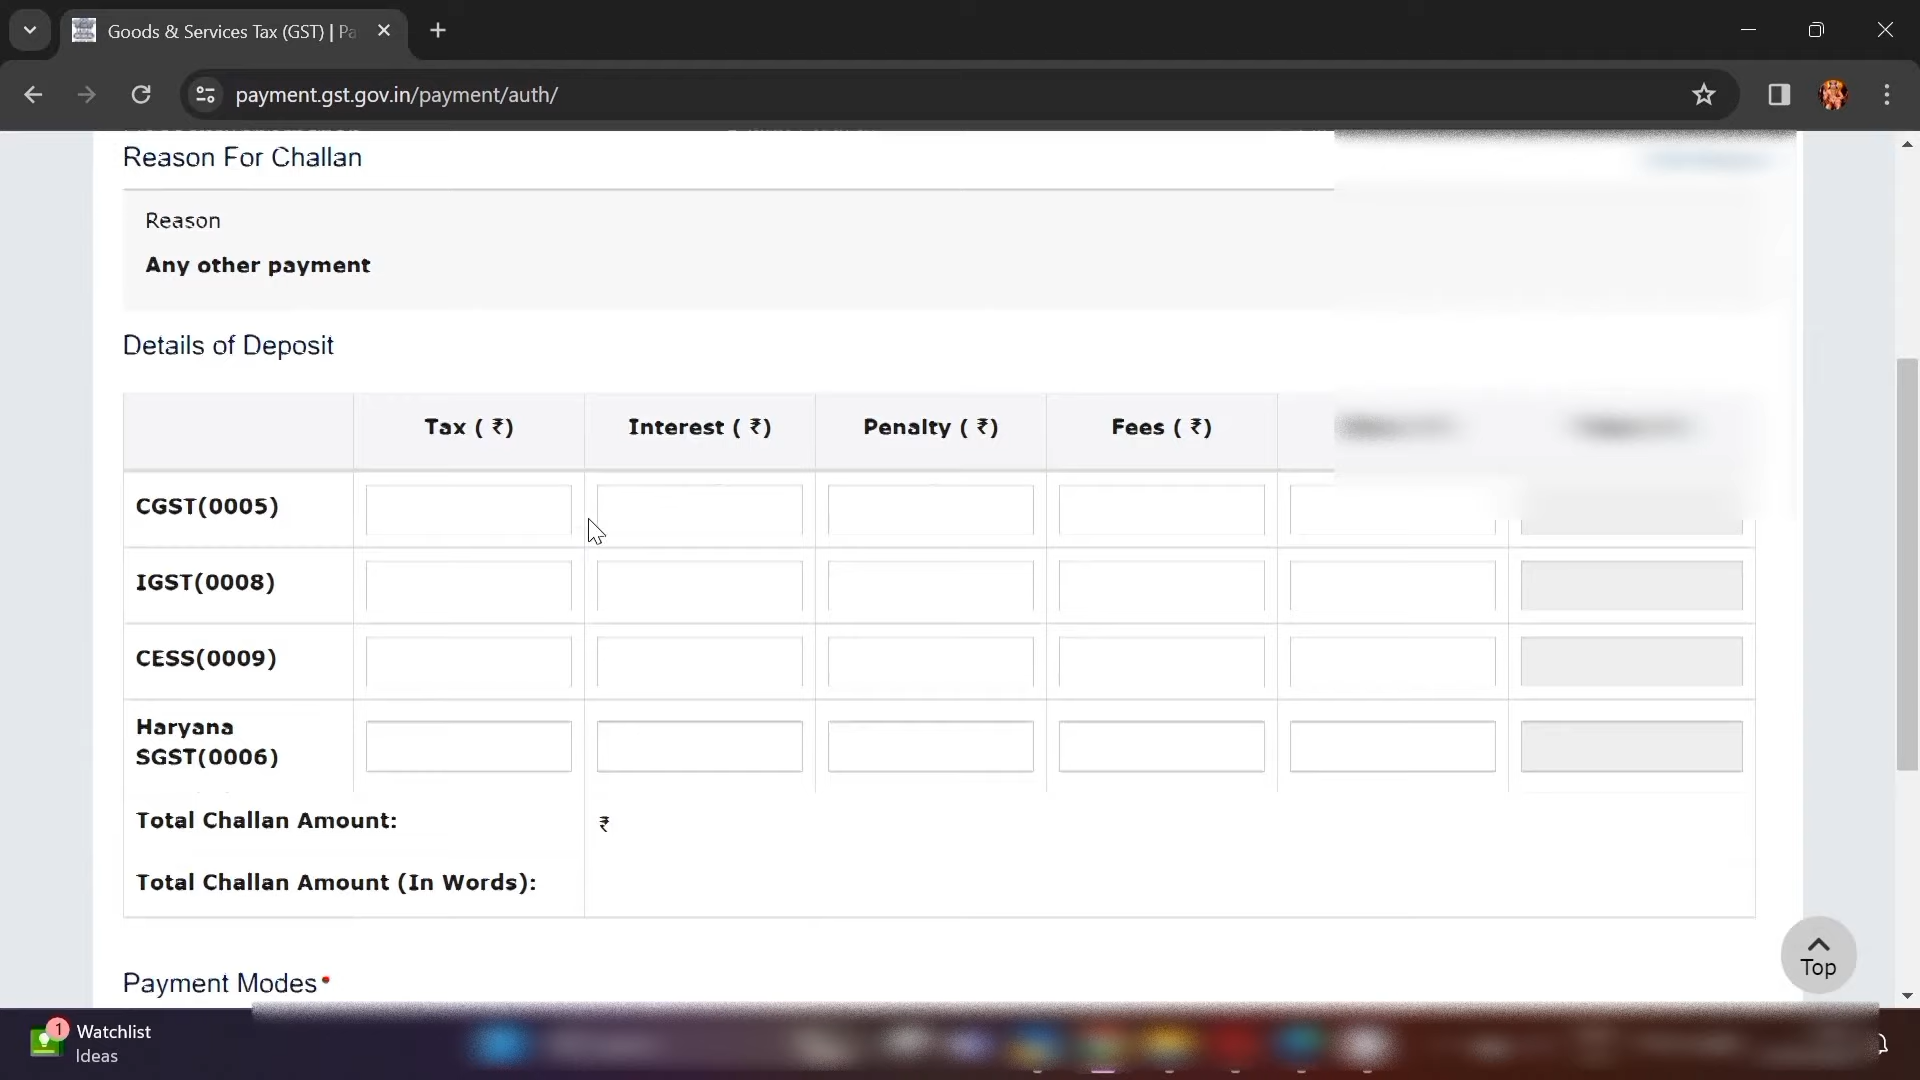 Goods & Services Tax (GST) | Pa
payment.gst.gov.in/payment/auth/
Reason For Challan
Reason
Any other payment
Details of Deposit
Tax ( ₹) Interest ( ₹) Penalty ( ₹) Fees ( ₹)
CGST(0005)
IGST(0008)
CESS(0009)
Haryana
SGST(0006)
Total Challan Amount: ₹
Total Challan Amount (In Words):
Top
Payment Modes•
1 Watchlist
Ideas